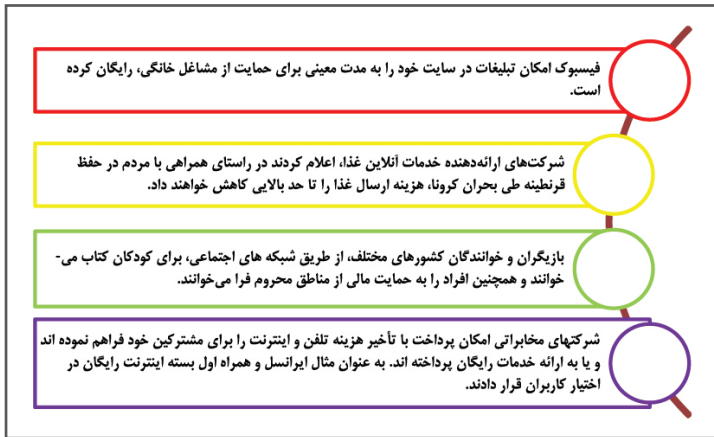 فیسبوک امکان تبلیغات در سایت خود را به مدت معینی برای حمایت از مشاغل خانگی، رایگان کرده
است.
شرکت‌های ارائه‌دهنده خدمات آنلاین غذا، اعلام کردند در راستای همراهی با مردم در حفظ
قرنطینه طی بحران کرونا، هزینه ارسال غذا را تا حد بالایی کاهش خواهند داد.
بازیگران و خوانندگان کشورهای مختلف، از طریق شبکه های اجتماعی، برای کودکان کتاب می-
خوانند و همچنین افراد را به حمایت مالی از مناطق محروم فرا می‌خوانند.
شرکتهای مخابراتی امکان پرداخت با تأخیر هزینه تلفن و اینترنت را برای مشترکین خود فراهم نموده اند
و یا به ارائه خدمات رایگان پرداخته اند. به عنوان مثال ایرانسل و همراه اول بسته اینترنت رایگان در
اختیار کاربران قرار دادند.